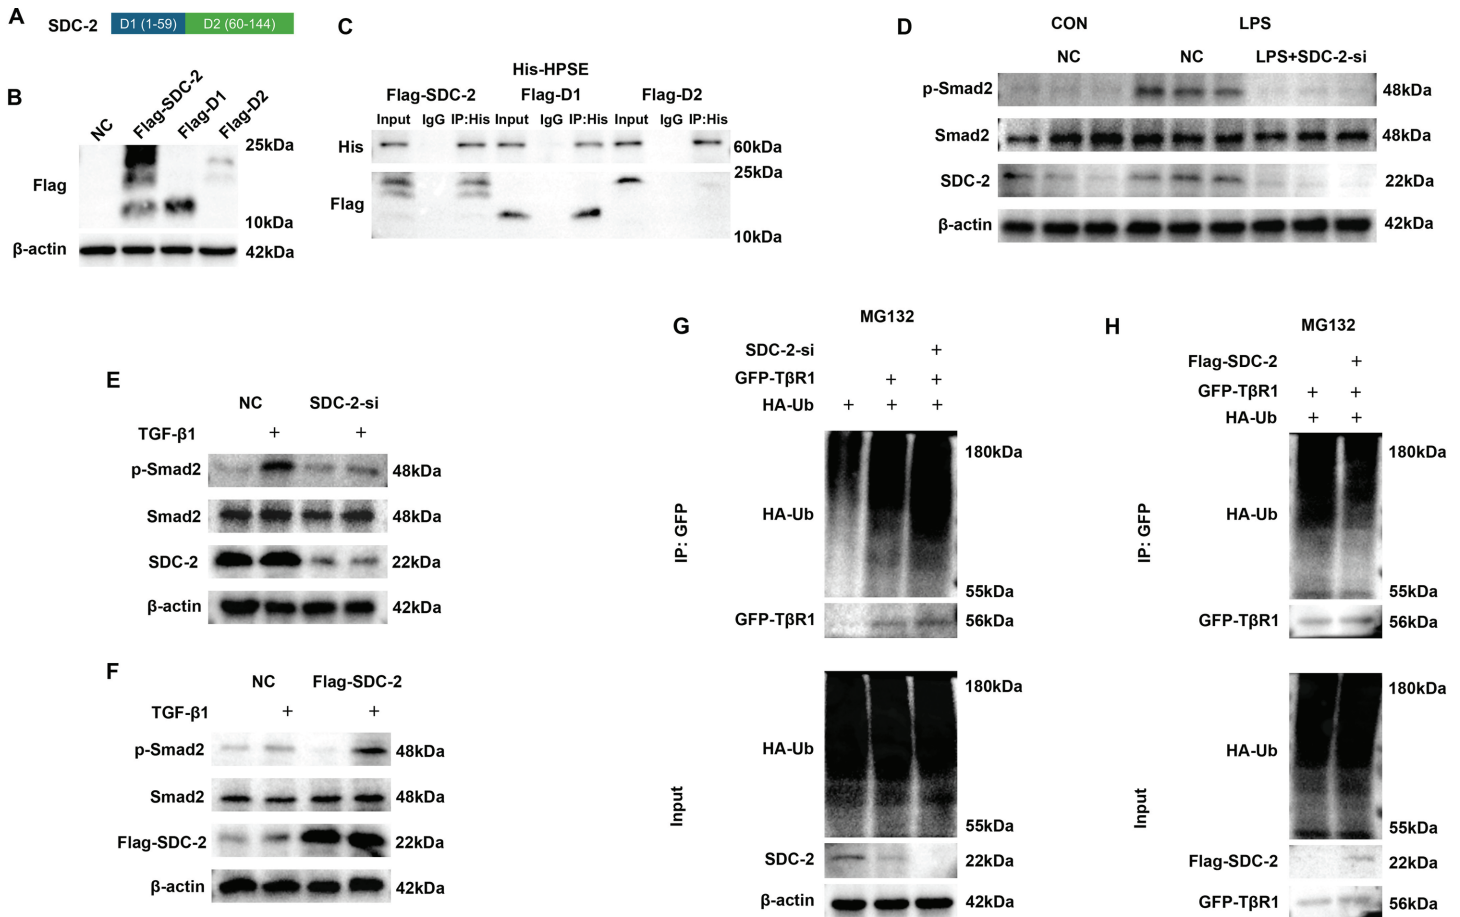 A
SDC-2
D1 (1-59)
D2 (60-144)
B
NC
Flag-SDC-2
Flag-D1
Flag-D2
25kDa
Flag
10kDa
β-actin
42kDa
C
His-HPSE
Flag-SDC-2 Flag-D1 Flag-D2
Input IgG IP:His Input IgG IP:His Input IgG IP:His
His
60kDa
25kDa
Flag
10kDa
D
CON LPS
NC NC LPS+SDC-2-si
p-Smad2 48kDa
Smad2 48kDa
SDC-2 22kDa
β-actin 42kDa
E
NC SDC-2-si
TGF-β1 + +
p-Smad2 48kDa
Smad2 48kDa
SDC-2 22kDa
β-actin 42kDa
F
NC Flag-SDC-2
TGF-β1 + +
p-Smad2 48kDa
Smad2 48kDa
Flag-SDC-2 22kDa
β-actin 42kDa
G
MG132
SDC-2-si +
GFP-TβR1 + +
HA-Ub + + +
180kDa
IP: GFP
HA-Ub
55kDa
GFP-TβR1 56kDa
180kDa
Input
HA-Ub
55kDa
SDC-2 22kDa
β-actin 42kDa
H
MG132
Flag-SDC-2 +
GFP-TβR1 + +
HA-Ub + +
180kDa
IP: GFP
HA-Ub
55kDa
GFP-TβR1 56kDa
180kDa
Input
HA-Ub
55kDa
Flag-SDC-2 22kDa
GFP-TβR1 56kDa